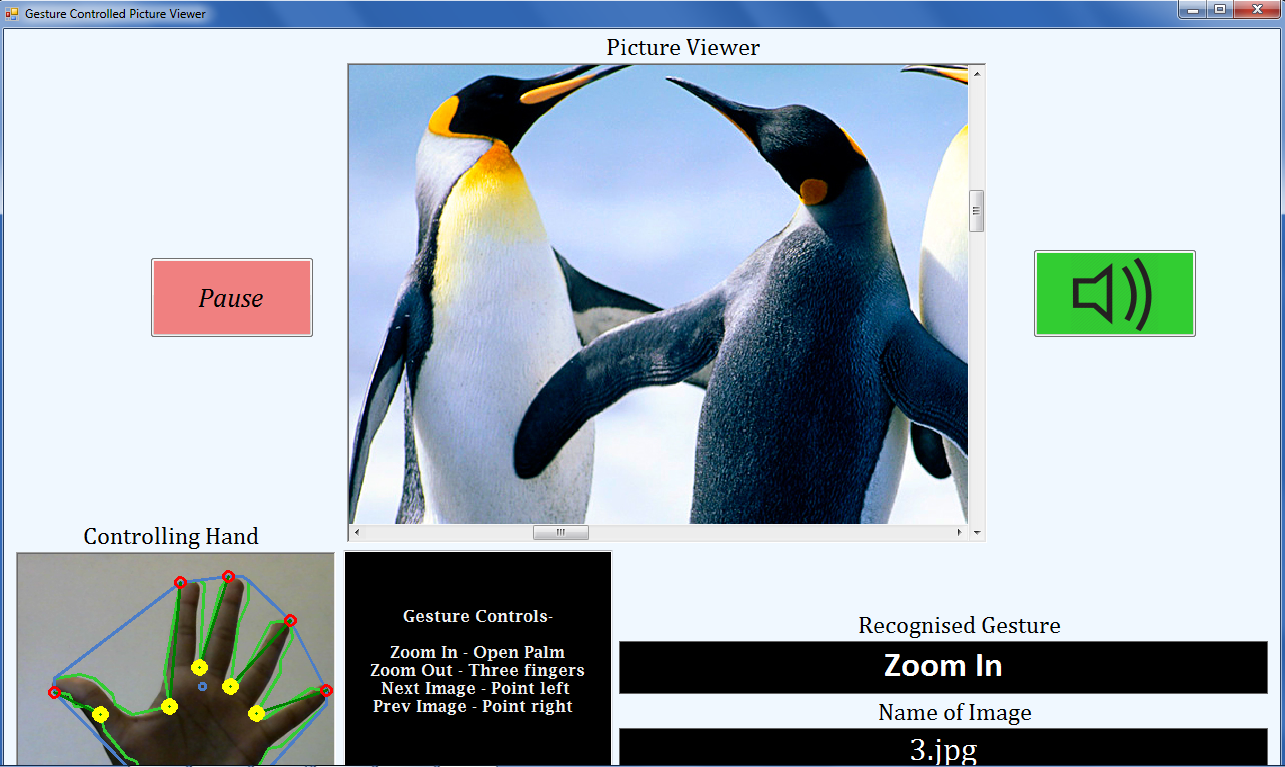 Gesture Controlled Picture Viewer
Picture Viewer
Pause
Controlling Hand
Gesture Controls-
Zoom In - Open Palm
Zoom Out - Three fingers
Next Image - Point left
Prev Image - Point right
Recognised Gesture
Zoom In
Name of Image
3.jpg